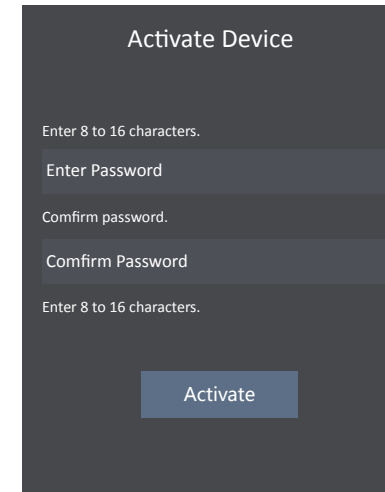 Activate Device
Enter 8 to 16 characters.
Enter Password
Comfirm password.
Comfirm Password
Enter 8 to 16 characters.
Activate